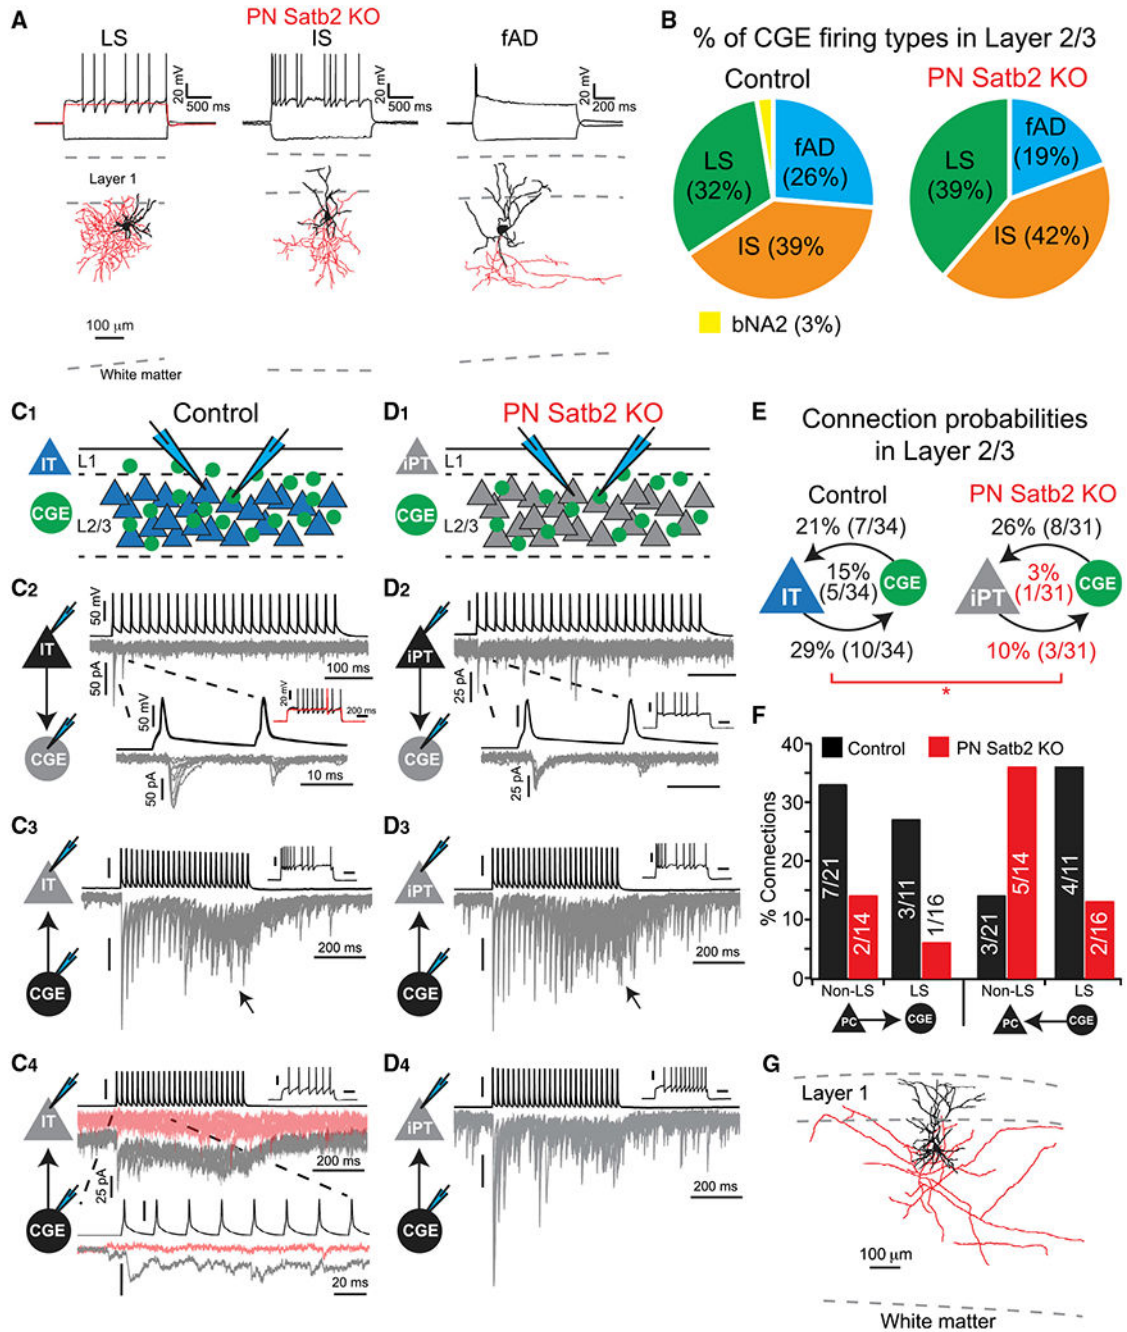 A
PN Satb2 KO
LS
IS
fAD
20 mV
500 ms
20 mV
500 ms
20 mV
200 ms
Layer 1
100 µm
White matter
B
% of CGE firing types in Layer 2/3
Control
PN Satb2 KO
LS
(32%)
fAD
(26%)
IS (39%
LS
(39%)
fAD
(19%)
IS (42%)
bNA2 (3%)
C1
Control
IT
L1
CGE
L2/3
D1
PN Satb2 KO
iPT
L1
CGE
L2/3
C2
50 mV
IT
50 pA
100 ms
50 mV
20 mV
200 ms
CGE
50 pA
10 ms
D2
iPT
25 pA
CGE
25 pA
C3
IT
200 ms
CGE
D3
iPT
200 ms
CGE
C4
IT
25 pA
200 ms
CGE
20 ms
D4
iPT
200 ms
CGE
E
Connection probabilities
in Layer 2/3
Control
PN Satb2 KO
21% (7/34)
26% (8/31)
IT
15%
(5/34)
CGE
iPT
3%
(1/31)
CGE
29% (10/34)
10% (3/31)
*
F
Control
PN Satb2 KO
% Connections
40
30
20
10
0
7/21
2/14
3/11
1/16
3/21
5/14
4/11
2/16
Non-LS
LS
Non-LS
LS
PC
CGE
PC
CGE
G
Layer 1
100 µm
White matter